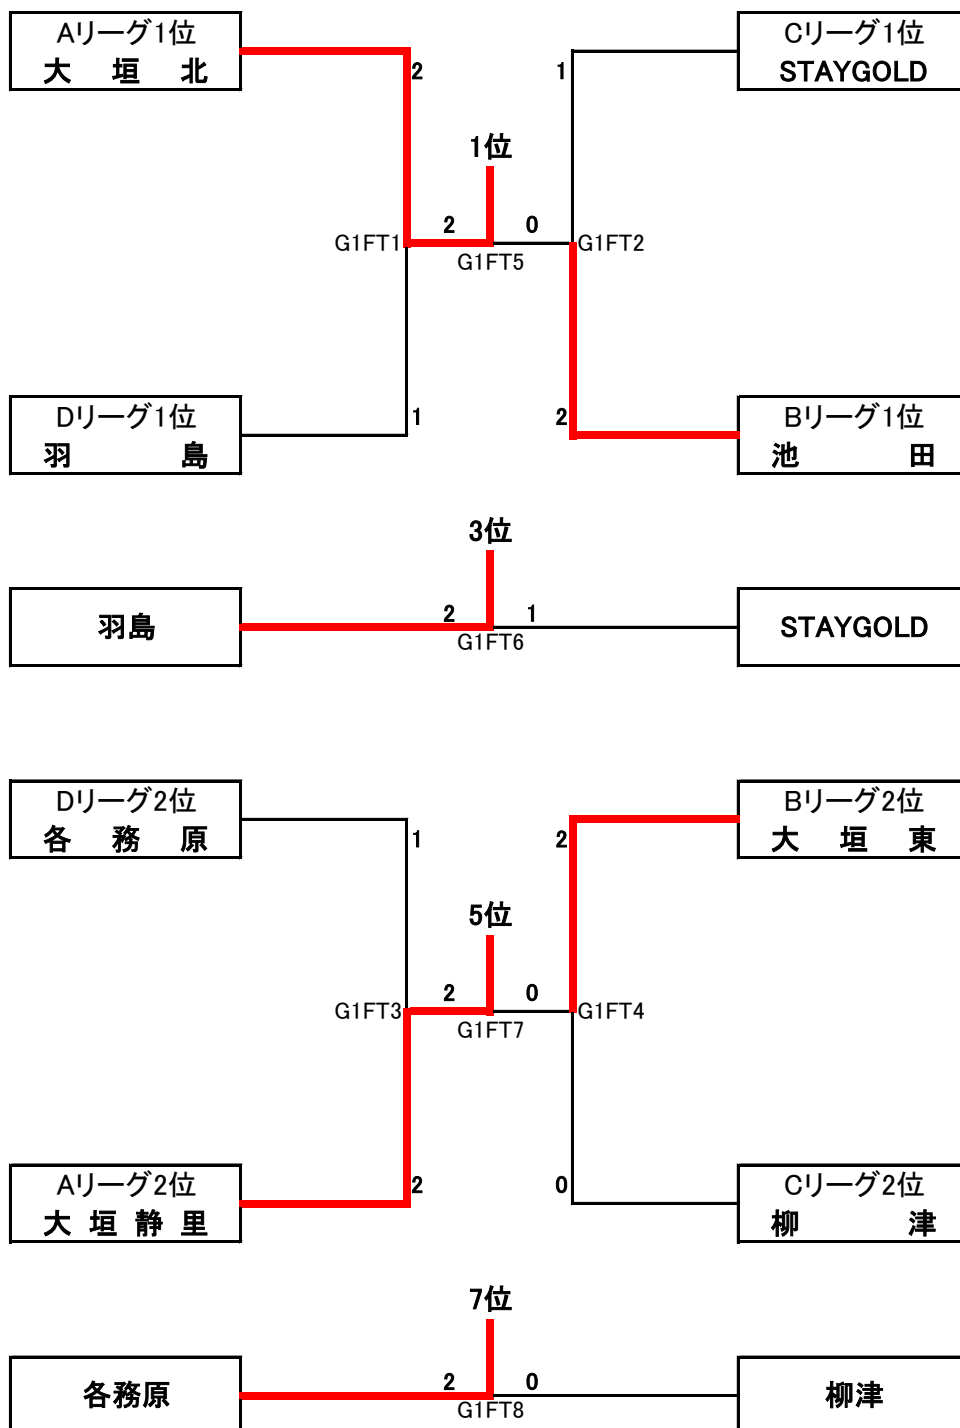 Aリーグ1位
大垣北
Cリーグ1位
STAYGOLD
2
1
1位
2
0
G1FT1
G1FT5
G1FT2
Dリーグ1位
羽島
1
2
Bリーグ1位
池田
3位
羽島
2
1
G1FT6
STAYGOLD
Dリーグ2位
各務原
1
2
Bリーグ2位
大垣東
5位
2
0
G1FT3
G1FT7
G1FT4
Aリーグ2位
大垣静里
2
0
Cリーグ2位
柳津
7位
各務原
2
0
G1FT8
柳津